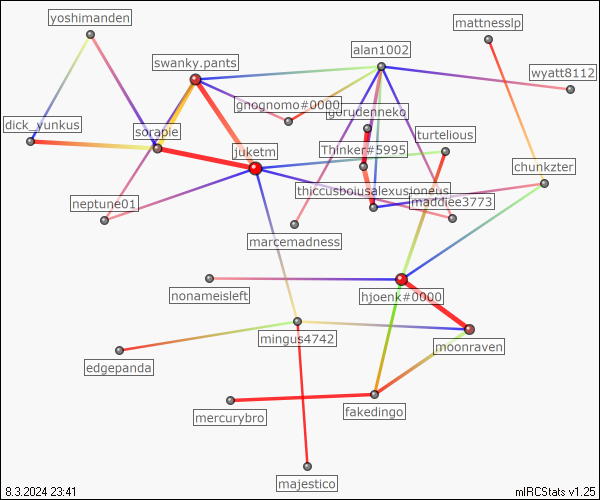 yoshimanden
mattnesslp
alan1002
swanky.pants
wyatt8112
gnognomo#0000
gorudenneko
dick_yunkus
sorapie
turtelious
juketm
Thinker#5995
chunkzter
thiccusboiusalexusioneus
neptune01
maddiee3773
marcemadness
nonameisleft
hjoenk#0000
mingus4742
moonraven
edgepanda
mercurybro
fakedingo
majestico
8.3.2024 23:41
mIRCStats v1.25